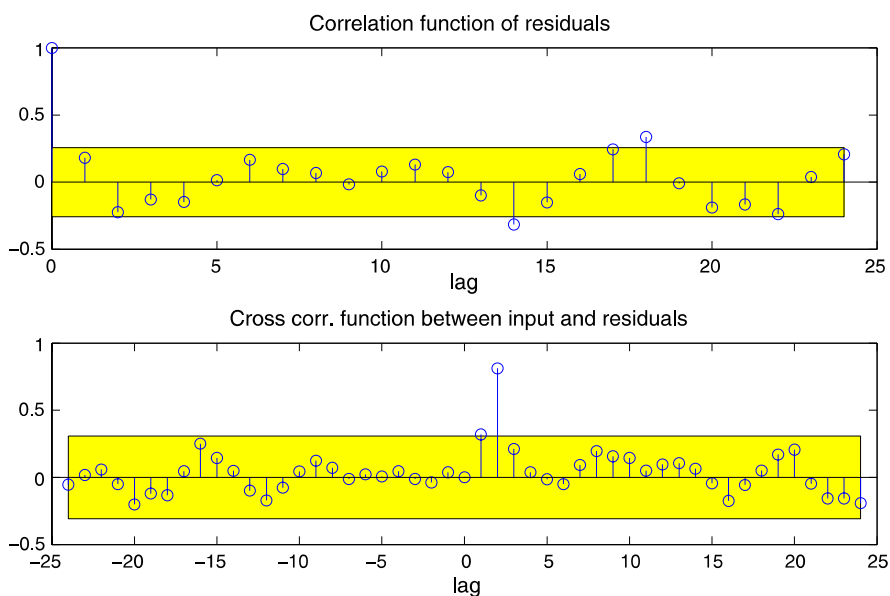 Correlation function of residuals
1
0.5
0
−0.5
0 5 10 15 20 25
lag
Cross corr. function between input and residuals
1
0.5
0
−0.5
−25 −20 −15 −10 −5 0 5 10 15 20 25
lag